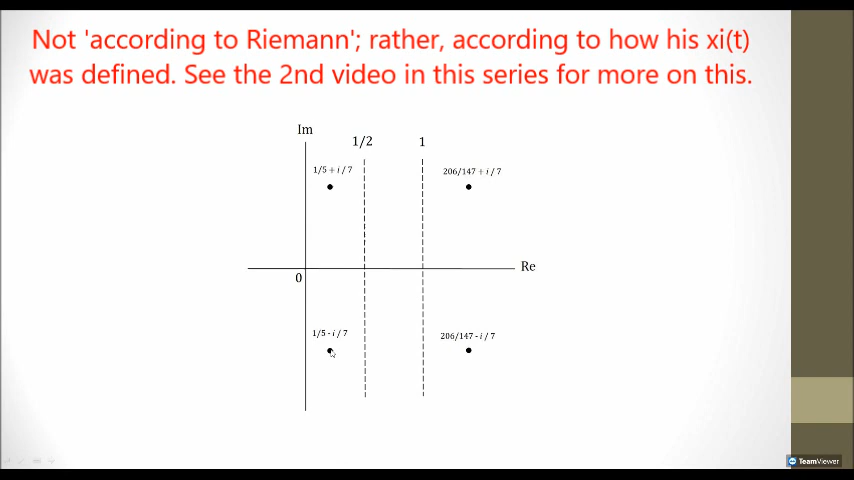 Not 'according to Riemann'; rather, according to how his xi(t)
was defined. See the 2nd video in this series for more on this.
Im
1/2
1
1/5 + i / 7
206/147 + i / 7
Re
0
1/5 - i / 7
206/147 - i / 7
TeamViewer